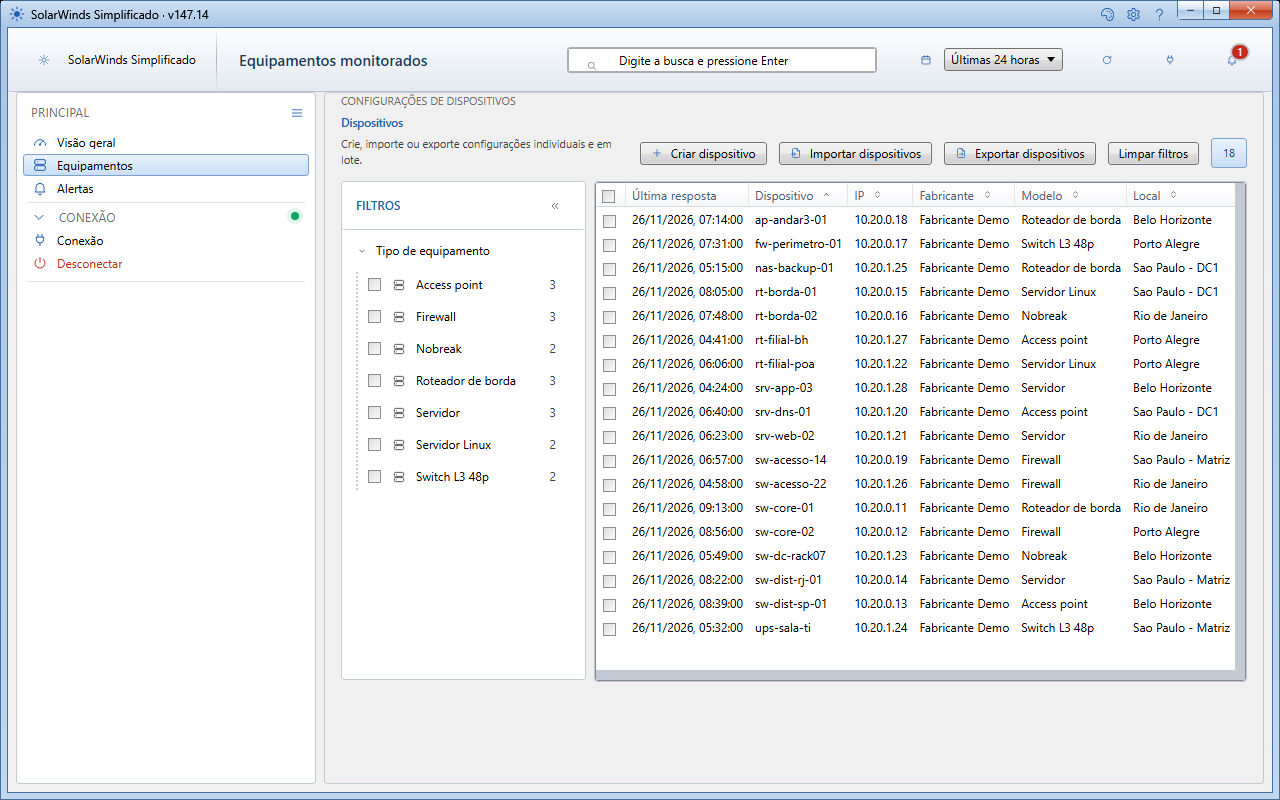 SolarWinds Simplificado · v147.14
SolarWinds Simplificado
Equipamentos monitorados
Digite a busca e pressione Enter
Últimas 24 horas
1
PRINCIPAL
Visão geral
Equipamentos
Alertas
CONEXÃO
Conexão
Desconectar
CONFIGURAÇÕES DE DISPOSITIVOS
Dispositivos
Crie, importe ou exporte configurações individuais e em
lote.
Criar dispositivo
Importar dispositivos
Exportar dispositivos
Limpar filtros
18
FILTROS
Tipo de equipamento
Access point 3
Firewall 3
Nobreak 2
Roteador de borda 3
Servidor 3
Servidor Linux 2
Switch L3 48p 2
Última resposta Dispositivo IP Fabricante Modelo Local
26/11/2026, 07:14:00 ap-andar3-01 10.20.0.18 Fabricante Demo Roteador de borda Belo Horizonte
26/11/2026, 07:31:00 fw-perimetro-01 10.20.0.17 Fabricante Demo Switch L3 48p Porto Alegre
26/11/2026, 05:15:00 nas-backup-01 10.20.1.25 Fabricante Demo Roteador de borda Sao Paulo - DC1
26/11/2026, 08:05:00 rt-borda-01 10.20.0.15 Fabricante Demo Servidor Linux Sao Paulo - DC1
26/11/2026, 07:48:00 rt-borda-02 10.20.0.16 Fabricante Demo Nobreak Rio de Janeiro
26/11/2026, 04:41:00 rt-filial-bh 10.20.1.27 Fabricante Demo Access point Porto Alegre
26/11/2026, 06:06:00 rt-filial-poa 10.20.1.22 Fabricante Demo Servidor Linux Porto Alegre
26/11/2026, 04:24:00 srv-app-03 10.20.1.28 Fabricante Demo Servidor Belo Horizonte
26/11/2026, 06:40:00 srv-dns-01 10.20.1.20 Fabricante Demo Access point Sao Paulo - DC1
26/11/2026, 06:23:00 srv-web-02 10.20.1.21 Fabricante Demo Servidor Rio de Janeiro
26/11/2026, 06:57:00 sw-acesso-14 10.20.0.19 Fabricante Demo Firewall Sao Paulo - Matriz
26/11/2026, 04:58:00 sw-acesso-22 10.20.1.26 Fabricante Demo Firewall Rio de Janeiro
26/11/2026, 09:13:00 sw-core-01 10.20.0.11 Fabricante Demo Roteador de borda Rio de Janeiro
26/11/2026, 08:56:00 sw-core-02 10.20.0.12 Fabricante Demo Firewall Porto Alegre
26/11/2026, 05:49:00 sw-dc-rack07 10.20.1.23 Fabricante Demo Nobreak Belo Horizonte
26/11/2026, 08:22:00 sw-dist-rj-01 10.20.0.14 Fabricante Demo Servidor Sao Paulo - Matriz
26/11/2026, 08:39:00 sw-dist-sp-01 10.20.0.13 Fabricante Demo Access point Belo Horizonte
26/11/2026, 05:32:00 ups-sala-ti 10.20.1.24 Fabricante Demo Switch L3 48p Sao Paulo - Matriz